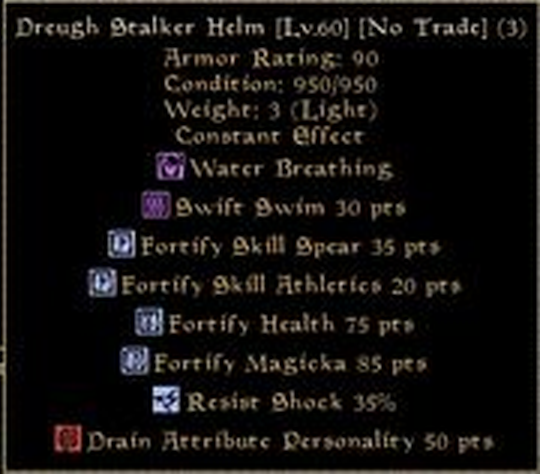 Dreugh Stalker Helm [Lv.60] [No Trade] (3)
Armor Rating: 90
Condition: 950/950
Weight: 3 (Light)
Constant Effect
Water Breathing
Swift Swim 30 pts
Fortify Skill Spear 35 pts
Fortify Skill Athletics 20 pts
Fortify Health 75 pts
Fortify Magicka 85 pts
Resist Shock 35%
Drain Attribute Personality 50 pts